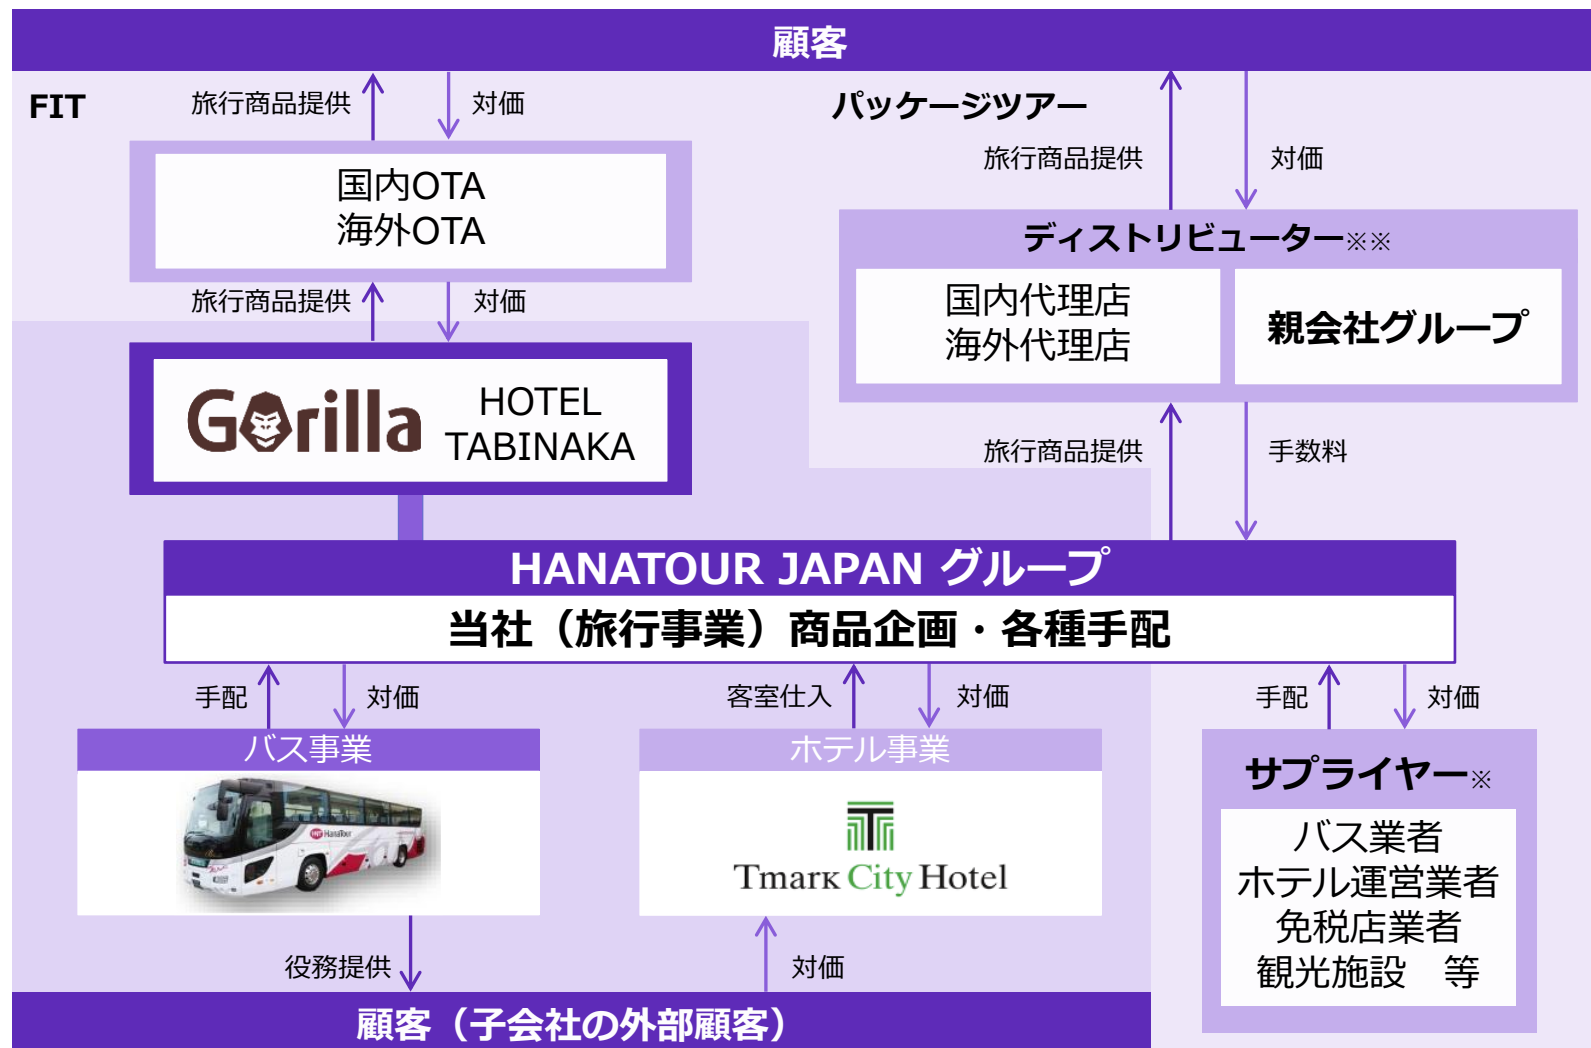 顧客
FIT
旅行商品提供
対価
パッケージツアー
旅行商品提供
対価
国内OTA
海外OTA
ディストリビューター※※
国内代理店
海外代理店
親会社グループ
旅行商品提供
対価
Gorilla
HOTEL
TABINAKA
旅行商品提供
手数料
HANATOUR JAPAN グループ
当社（旅行事業）商品企画・各種手配
手配
対価
客室仕入
対価
手配
対価
バス事業
HanaTour
ホテル事業
Tmark City Hotel
サプライヤー※
バス業者
ホテル運営業者
免税店業者
観光施設　等
役務提供
対価
顧客（子会社の外部顧客）